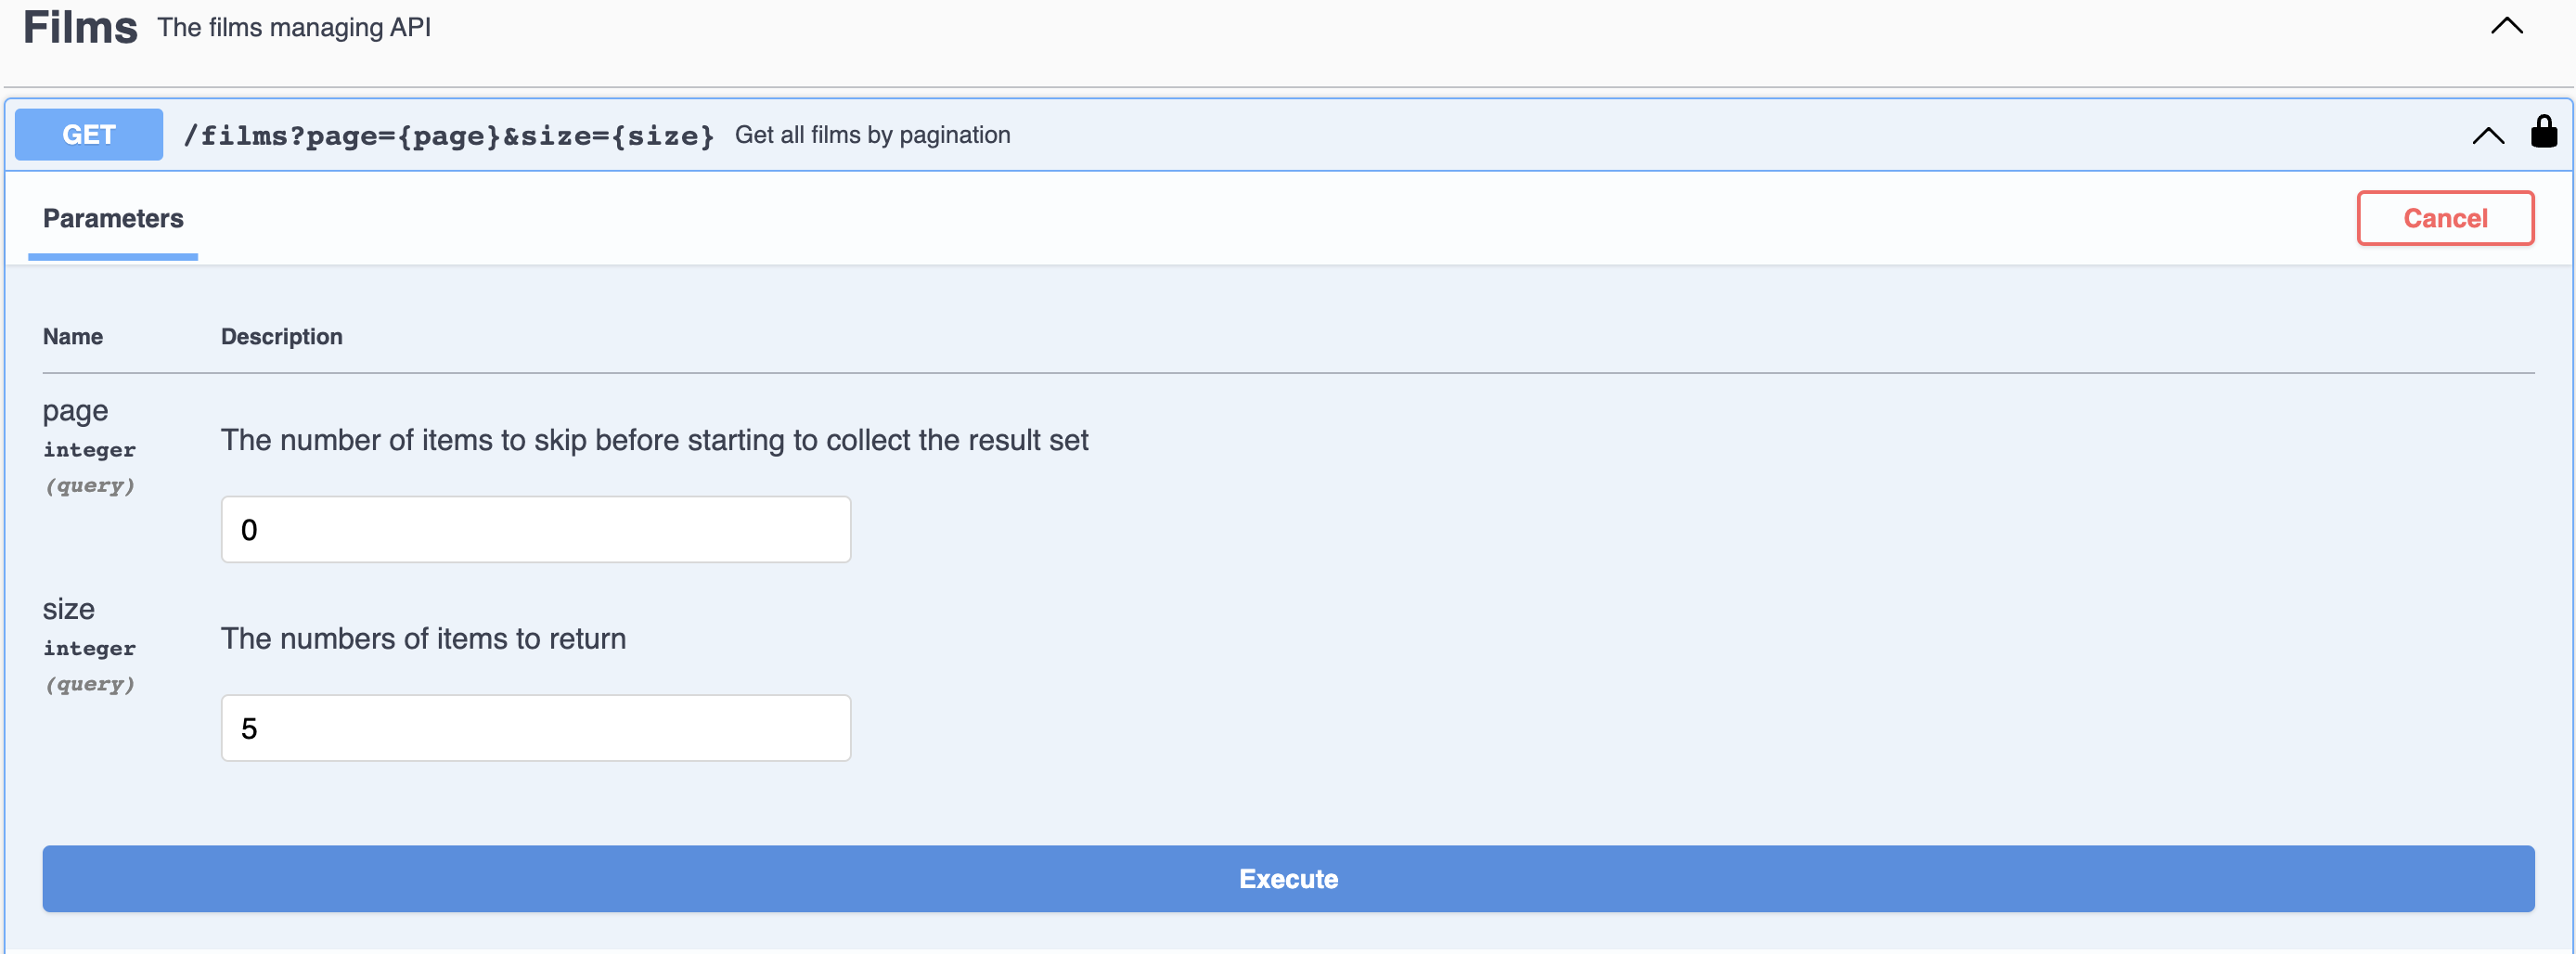 Films The films managing API
GET /films?page={page}&size={size} Get all films by pagination
Parameters Cancel
Name Description
page
integer
(query)
The number of items to skip before starting to collect the result set
0
size
integer
(query)
The numbers of items to return
5
Execute